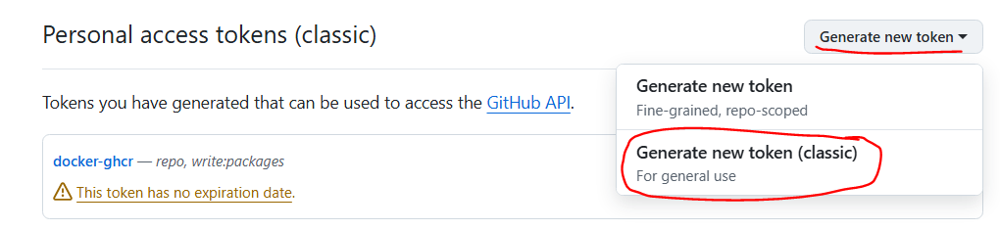 Personal access tokens (classic)
Generate new token
Generate new token
Fine-grained, repo-scoped
Tokens you have generated that can be used to access the GitHub API.
Generate new token (classic)
For general use
docker-ghcr — repo, write:packages
This token has no expiration date.